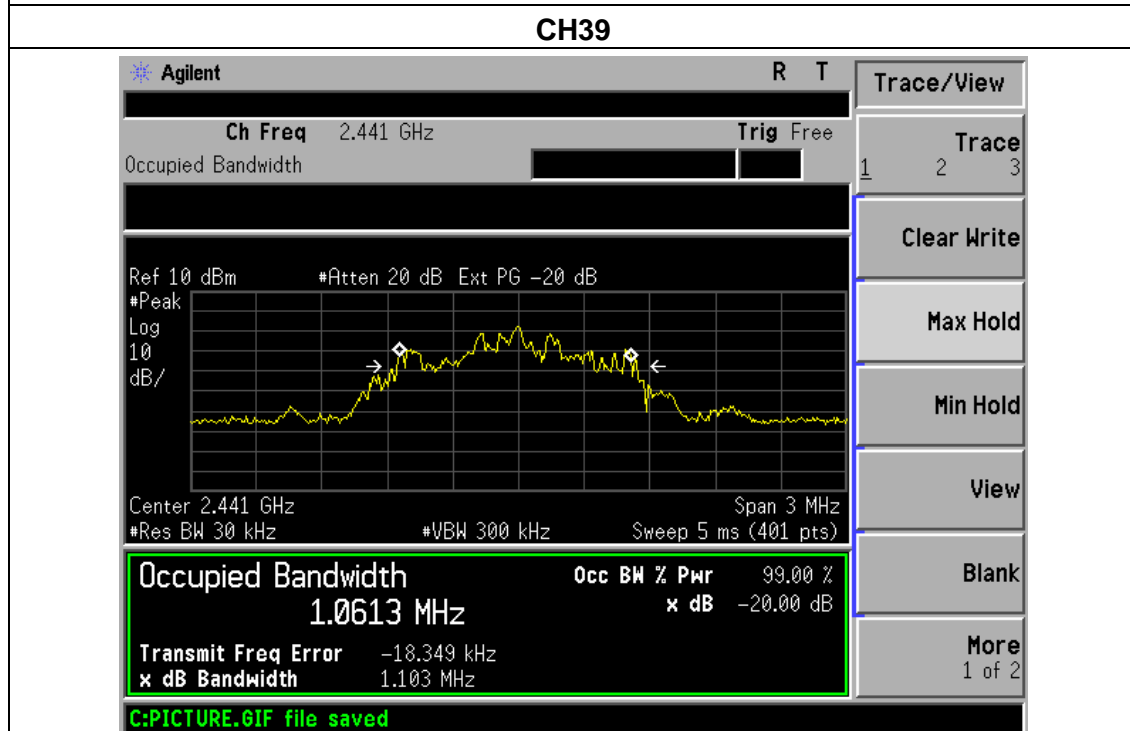 CH39
Agilent R T
Trace/View
Ch Freq 2.441 GHz Trig Free
Occupied Bandwidth
Trace
1 2 3
Clear Write
Ref 10 dBm #Atten 20 dB Ext PG -20 dB
#Peak
Log
10
dB/
Max Hold
Min Hold
View
Center 2.441 GHz Span 3 MHz
#Res BW 30 kHz #VBW 300 kHz Sweep 5 ms (401 pts)
Occupied Bandwidth Occ BW % Pwr 99.00 %
1.0613 MHz x dB -20.00 dB
Blank
Transmit Freq Error -18.349 kHz
x dB Bandwidth 1.103 MHz
More
1 of 2
C:PICTURE.GIF file saved